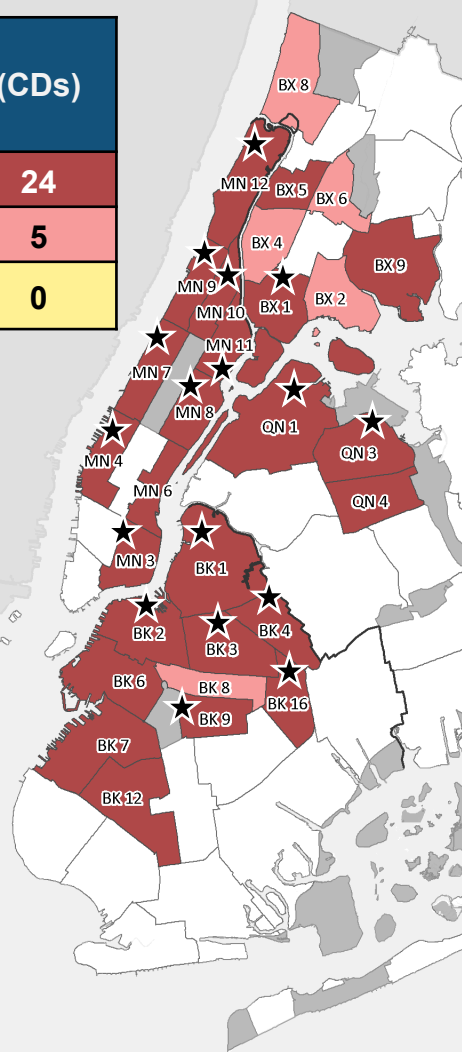 (CDs)
24
5
0
BX 8
MN 12
BX 5
BX 6
BX 4
BX 9
MN 9
MN 10
BX 1
BX 2
MN 11
MN 7
MN 8
QN 1
MN 4
QN 3
MN 6
QN 4
MN 3
BK 1
BK 2
BK 3
BK 4
BK 6
BK 8
BK 16
BK 9
BK 7
BK 12